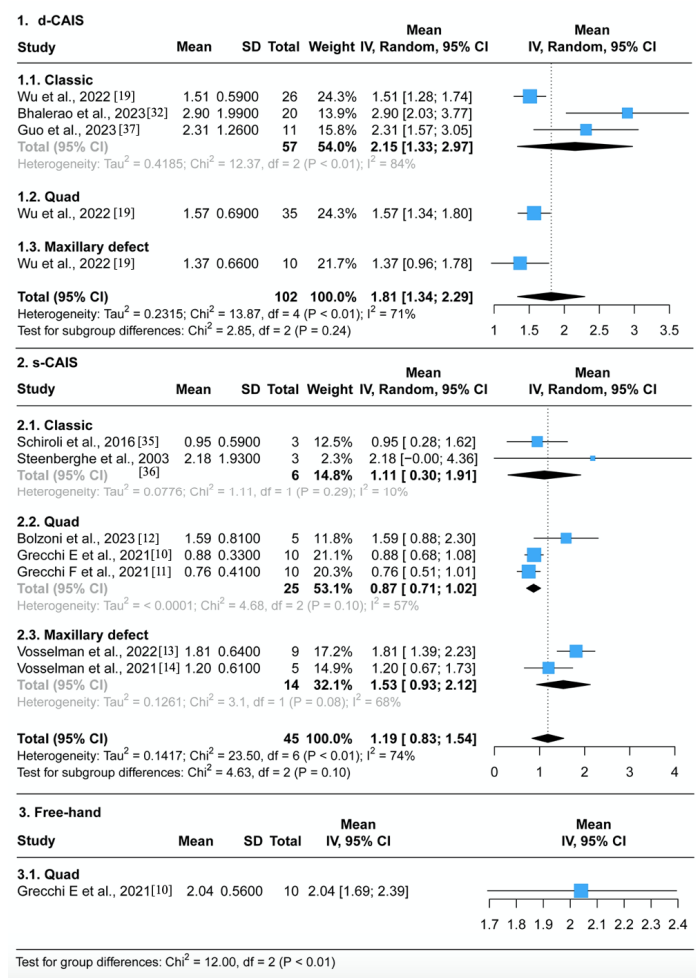 1. d-CAIS
Mean Mean
Study Mean SD Total Weight IV, Random, 95% CI IV, Random, 95% CI
1.1. Classic
Wu et al., 2022 [19] 1.51 0.5900 26 24.3% 1.51 [1.28; 1.74]
Bhalerao et al., 2023[32] 2.90 1.9900 20 13.9% 2.90 [2.03; 3.77]
Guo et al., 2023 [37] 2.31 1.2600 11 15.8% 2.31 [1.57; 3.05]
Total (95% CI) 57 54.0% 2.15 [1.33; 2.97]
Heterogeneity: Tau² = 0.4185; Chi² = 12.37, df = 2 (P < 0.01); I² = 84%
1.2. Quad
Wu et al., 2022 [19] 1.57 0.6900 35 24.3% 1.57 [1.34; 1.80]
1.3. Maxillary defect
Wu et al., 2022 [19] 1.37 0.6600 10 21.7% 1.37 [0.96; 1.78]
Total (95% CI) 102 100.0% 1.81 [1.34; 2.29]
Heterogeneity: Tau² = 0.2315; Chi² = 13.87, df = 4 (P < 0.01); I² = 71%
Test for subgroup differences: Chi² = 2.85, df = 2 (P = 0.24)
1 1.5 2 2.5 3 3.5
2. s-CAIS
Mean Mean
Study Mean SD Total Weight IV, Random, 95% CI IV, Random, 95% CI
2.1. Classic
Schiroli et al., 2016 [35] 0.95 0.5900 3 12.5% 0.95 [ 0.28; 1.62]
Steenberghe et al., 2003 2.18 1.9300 3 2.3% 2.18 [−0.00; 4.36]
[36]
Total (95% CI) 6 14.8% 1.11 [ 0.30; 1.91]
Heterogeneity: Tau² = 0.0776; Chi² = 1.11, df = 1 (P = 0.29); I² = 10%
2.2. Quad
Bolzoni et al., 2023 [12] 1.59 0.8100 5 11.8% 1.59 [ 0.88; 2.30]
Grecchi E et al., 2021[10] 0.88 0.3300 10 21.1% 0.88 [ 0.68; 1.08]
Grecchi F et al., 2021[11] 0.76 0.4100 10 20.3% 0.76 [ 0.51; 1.01]
Total (95% CI) 25 53.1% 0.87 [ 0.71; 1.02]
Heterogeneity: Tau² = < 0.0001; Chi² = 4.68, df = 2 (P = 0.10); I² = 57%
2.3. Maxillary defect
Vosselman et al., 2022[13] 1.81 0.6400 9 17.2% 1.81 [ 1.39; 2.23]
Vosselman et al., 2021[14] 1.20 0.6100 5 14.9% 1.20 [ 0.67; 1.73]
Total (95% CI) 14 32.1% 1.53 [ 0.93; 2.12]
Heterogeneity: Tau² = 0.1261; Chi² = 3.1, df = 1 (P = 0.08); I² = 68%
Total (95% CI) 45 100.0% 1.19 [ 0.83; 1.54]
Heterogeneity: Tau² = 0.1417; Chi² = 23.50, df = 6 (P < 0.01); I² = 74%
Test for subgroup differences: Chi² = 4.63, df = 2 (P = 0.10)
0 1 2 3 4
3. Free-hand
Mean Mean
Study Mean SD Total IV, 95% CI IV, 95% CI
3.1. Quad
Grecchi E et al., 2021[10] 2.04 0.5600 10 2.04 [1.69; 2.39]
1.7 1.8 1.9 2 2.1 2.2 2.3 2.4
Test for group differences: Chi² = 12.00, df = 2 (P < 0.01)